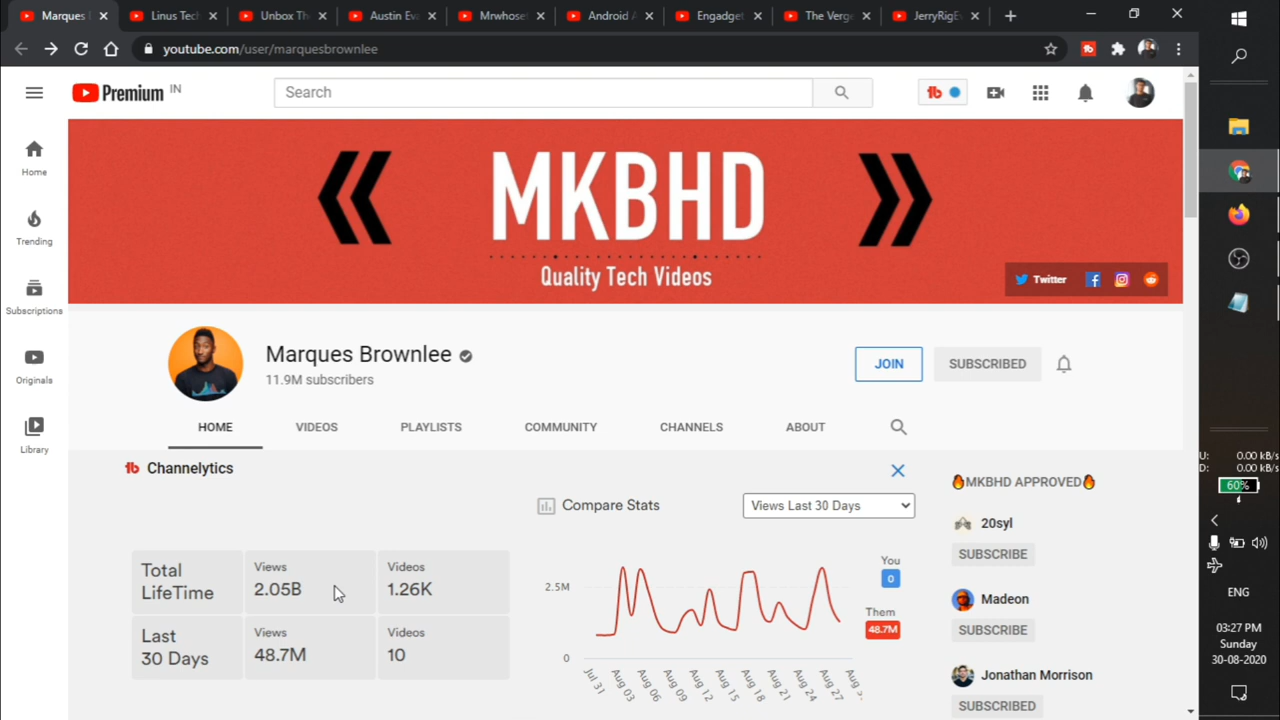 Marques
Linus Tech
Unbox The
Austin Eva
Mrwhoset
Android A
Engadget
The Verge
JerryRigEv
youtube.com/user/marquesbrownlee
Premium IN
Search
Home
Trending
Subscriptions
Originals
Library
MKBHD
Quality Tech Videos
Twitter
Marques Brownlee
11.9M subscribers
JOIN
SUBSCRIBED
HOME
VIDEOS
PLAYLISTS
COMMUNITY
CHANNELS
ABOUT
tb Channelytics
Compare Stats
Views Last 30 Days
Total
LifeTime
Views
2.05B
Videos
1.26K
Last
30 Days
Views
48.7M
Videos
10
2.5M
0
Jul 31
Aug 03
Aug 06
Aug 09
Aug 12
Aug 15
Aug 18
Aug 21
Aug 24
Aug 27
You
0
Them
48.7M
🔥MKBHD APPROVED🔥
20syl
SUBSCRIBE
Madeon
SUBSCRIBE
Jonathan Morrison
SUBSCRIBED
U: 0.00 kB/s
D: 0.00 kB/s
60%
ENG
03:27 PM
Sunday
30-08-2020